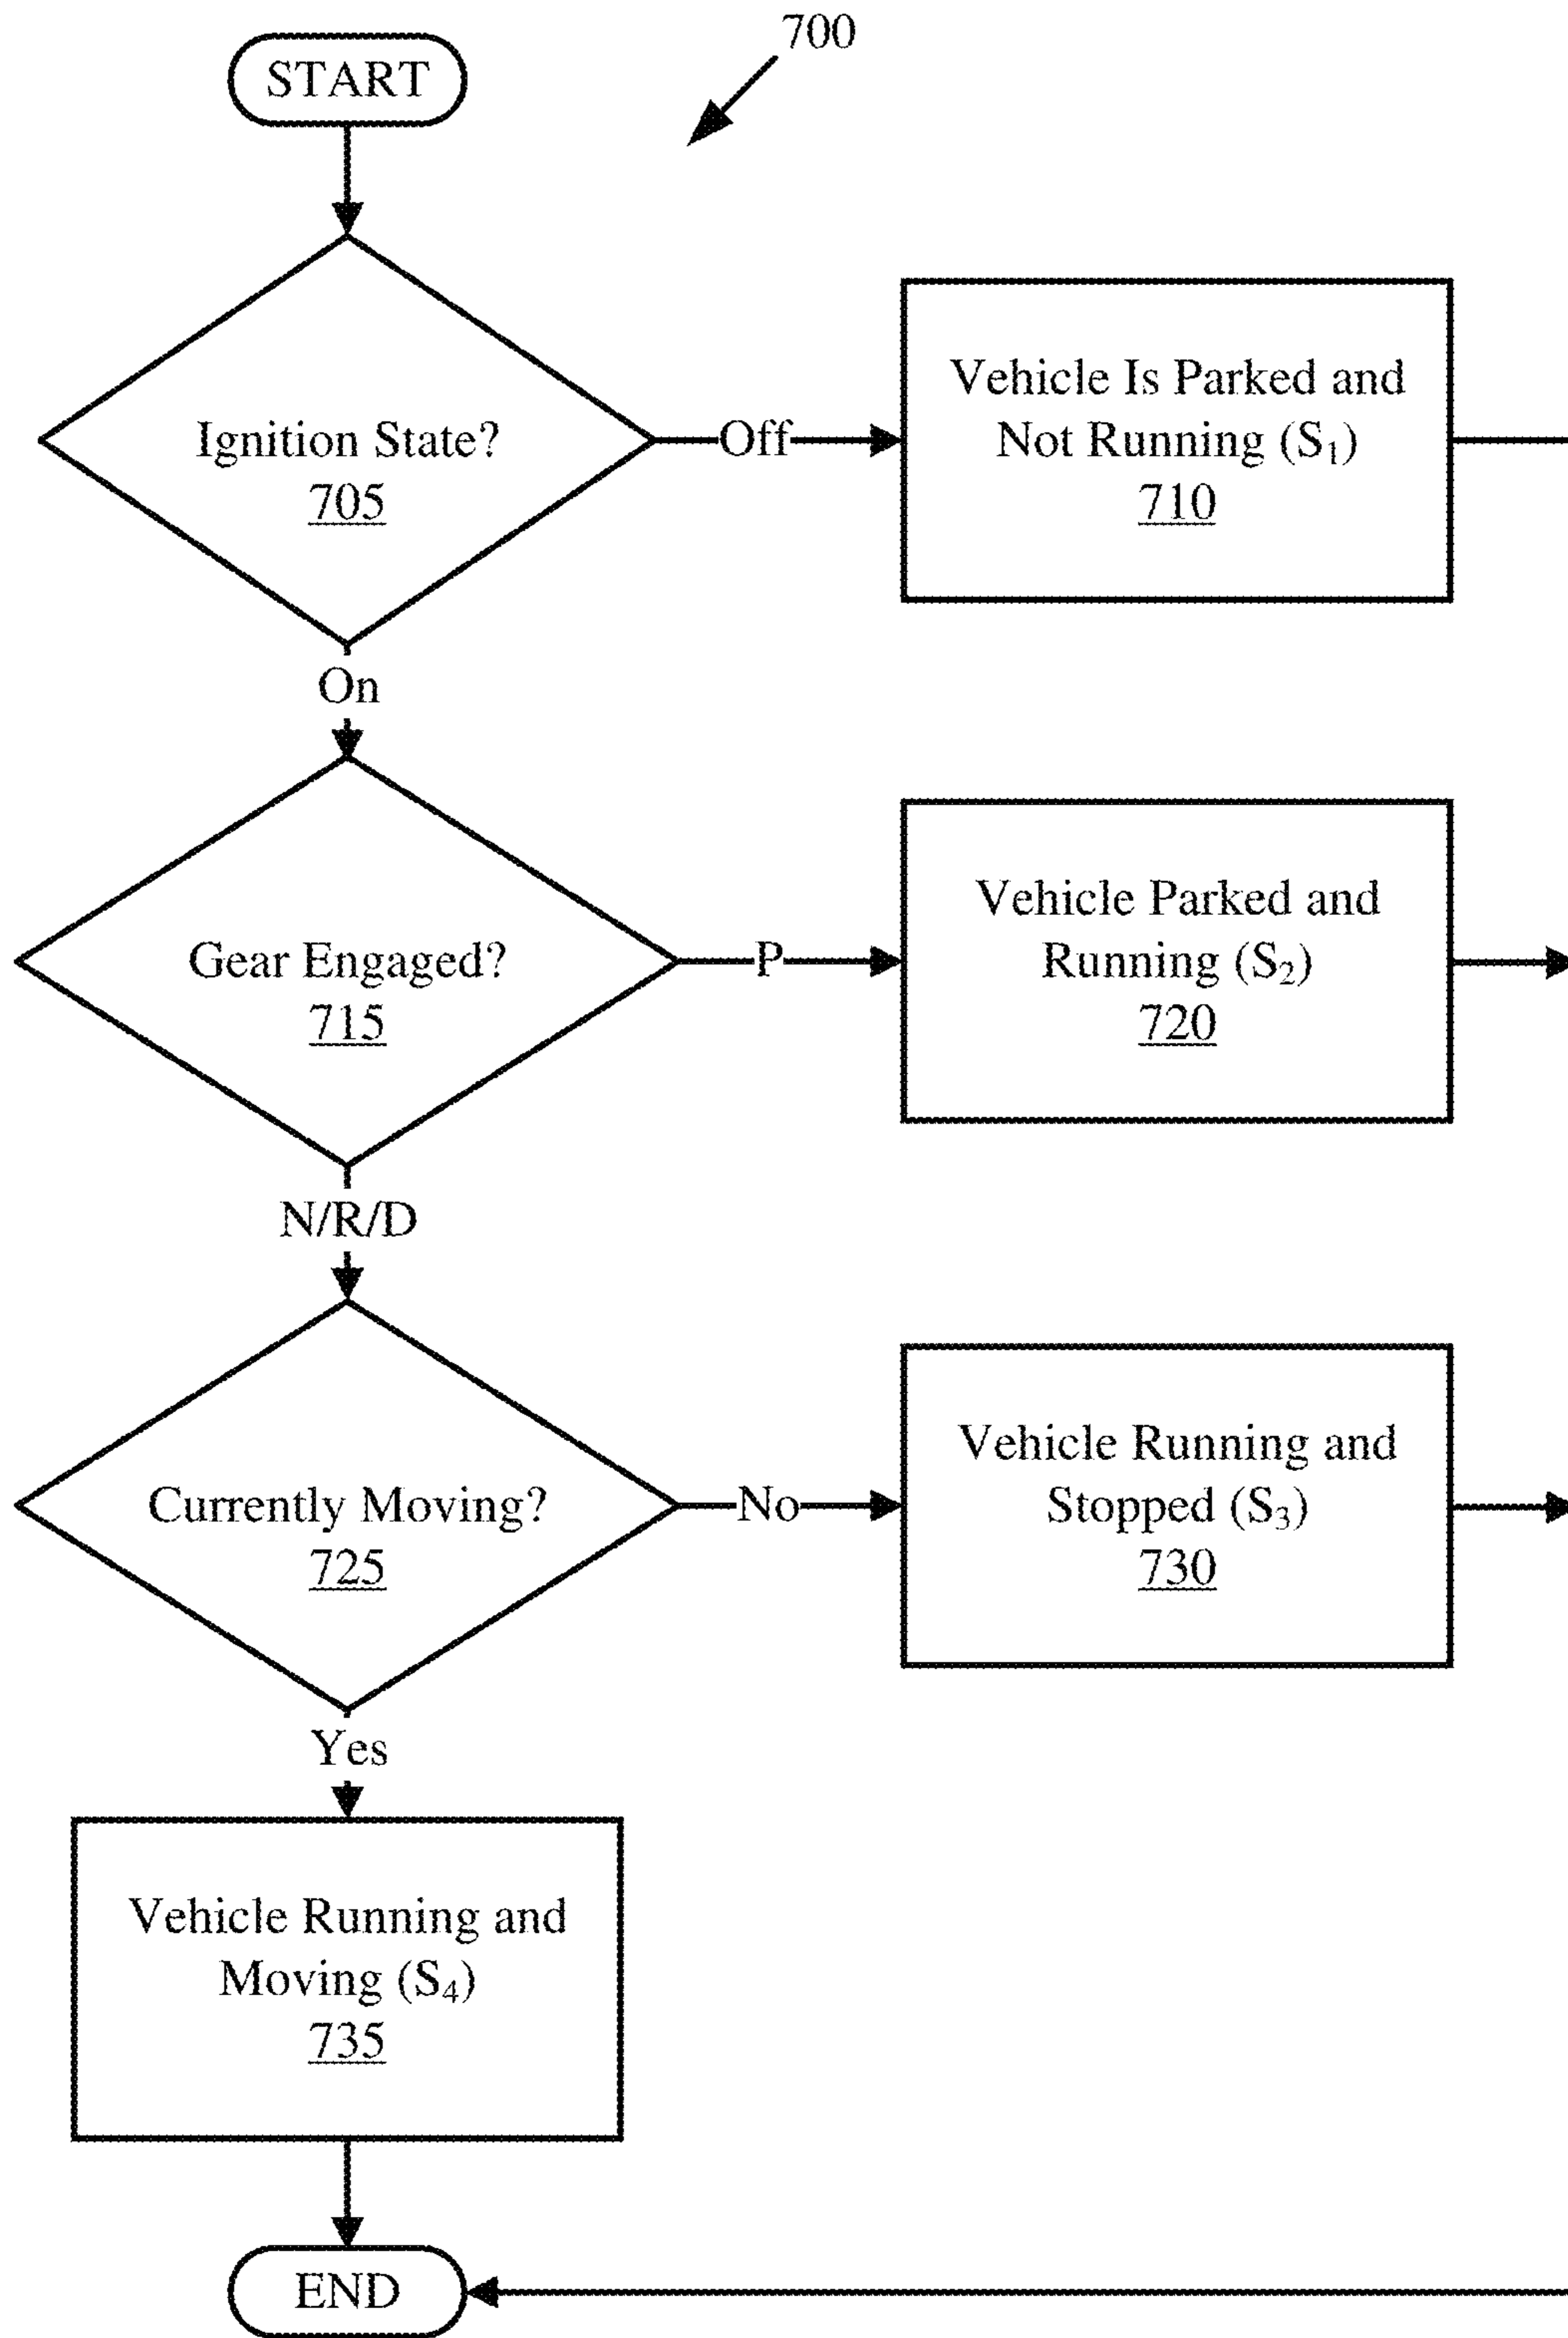 700
START
Ignition State?
705
Off
Vehicle Is Parked and
Not Running (S₁)
710
On
Gear Engaged?
715
P
Vehicle Parked and
Running (S₂)
720
N/R/D
Currently Moving?
725
No
Vehicle Running and
Stopped (S₃)
730
Yes
Vehicle Running and
Moving (S₄)
735
END